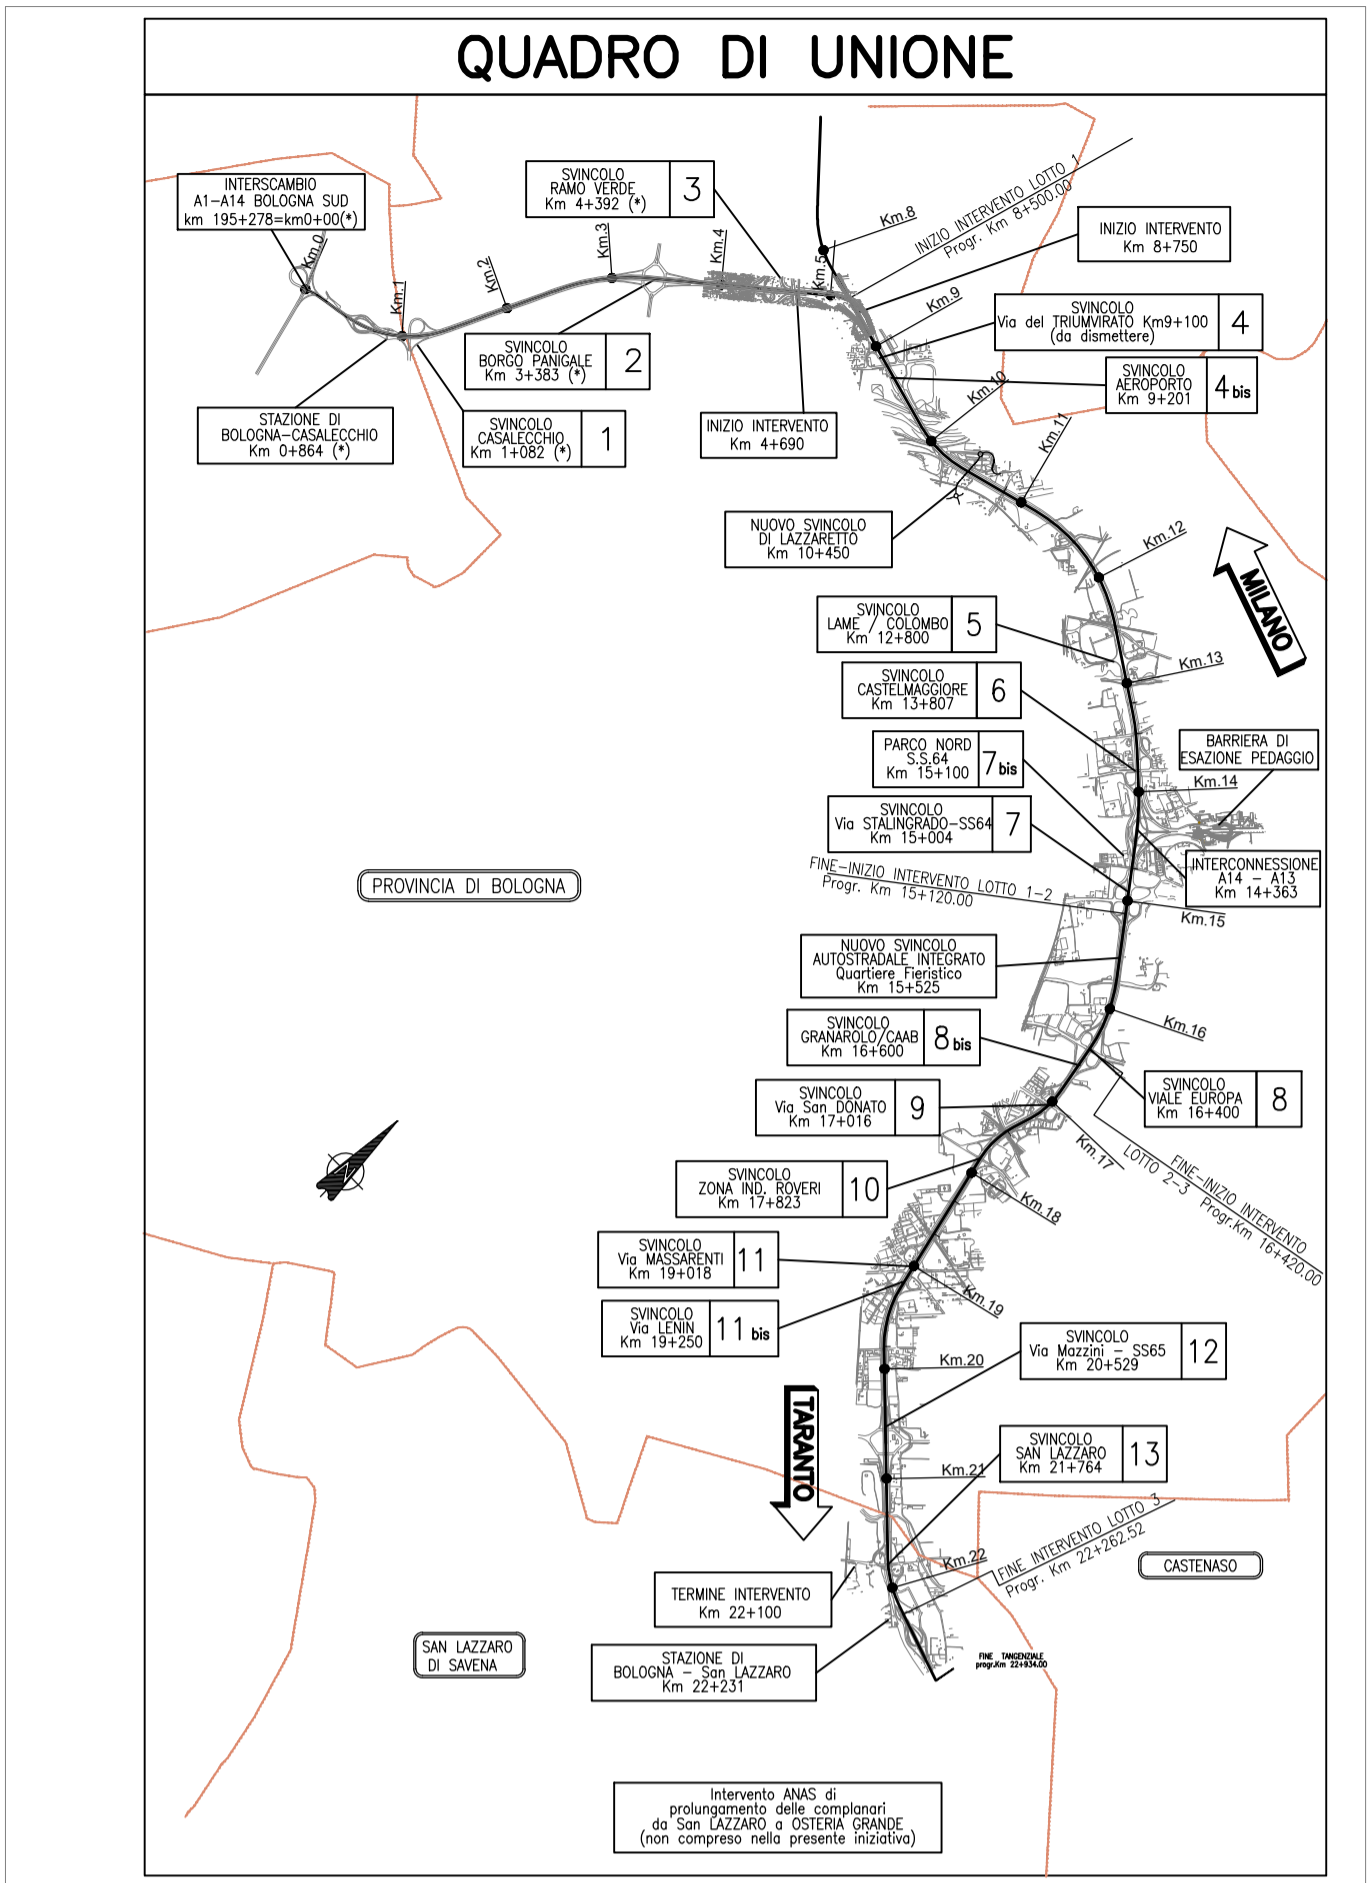 QUADRO DI UNIONE
INTERSCAMBIO
A1-A14 BOLOGNA SUD
km 195+278=km0+00(*)
SVINCOLO
RAMO VERDE
Km 4+392 (*)
3
Km.0
Km.1
Km.2
Km.3
Km.4
Km.5
Km.8
INIZIO INTERVENTO LOTTO 1
Progr. Km 8+500.00
INIZIO INTERVENTO
Km 8+750
Km.9
SVINCOLO
Via del TRIUMVIRATO Km9+100
(da dismettere)
4
SVINCOLO
BORGO PANIGALE
Km 3+383 (*)
2
SVINCOLO
AEROPORTO
Km 9+201
4 bis
Km.10
STAZIONE DI
BOLOGNA-CASALECCHIO
Km 0+864 (*)
SVINCOLO
CASALECCHIO
Km 1+082 (*)
1
INIZIO INTERVENTO
Km 4+690
Km.11
NUOVO SVINCOLO
DI LAZZARETTO
Km 10+450
Km.12
MILANO
SVINCOLO
LAME / COLOMBO
Km 12+800
5
Km.13
SVINCOLO
CASTELMAGGIORE
Km 13+807
6
PARCO NORD
S.S.64
Km 15+100
7 bis
BARRIERA DI
ESAZIONE PEDAGGIO
Km.14
SVINCOLO
Via STALINGRADO-SS64
Km 15+004
7
FINE-INIZIO INTERVENTO LOTTO 1-2
Progr. Km 15+120.00
INTERCONNESSIONE
A14 - A13
Km 14+363
PROVINCIA DI BOLOGNA
Km.15
NUOVO SVINCOLO
AUTOSTRADALE INTEGRATO
Quartiere Fieristico
Km 15+525
Km.16
SVINCOLO
GRANAROLO/CAAB
Km 16+600
8 bis
SVINCOLO
VIALE EUROPA
Km 16+400
8
SVINCOLO
Via San DONATO
Km 17+016
9
Km.17
FINE-INIZIO INTERVENTO
LOTTO 2-3 Progr.Km 16+420.00
SVINCOLO
ZONA IND. ROVERI
Km 17+823
10
Km.18
SVINCOLO
Via MASSARENTI
Km 19+018
11
Km.19
SVINCOLO
Via LENIN
Km 19+250
11 bis
SVINCOLO
Via Mazzini - SS65
Km 20+529
12
Km.20
TARANTO
SVINCOLO
SAN LAZZARO
Km 21+764
13
Km.21
FINE INTERVENTO LOTTO 3
Progr. Km 22+262.52
Km.22
CASTENASO
TERMINE INTERVENTO
Km 22+100
SAN LAZZARO
DI SAVENA
STAZIONE DI
BOLOGNA - San LAZZARO
Km 22+231
FINE TANGENZIALE
progr.Km 22+934.00
Intervento ANAS di
prolungamento delle complanari
da San LAZZARO a OSTERIA GRANDE
(non compreso nella presente iniziativa)